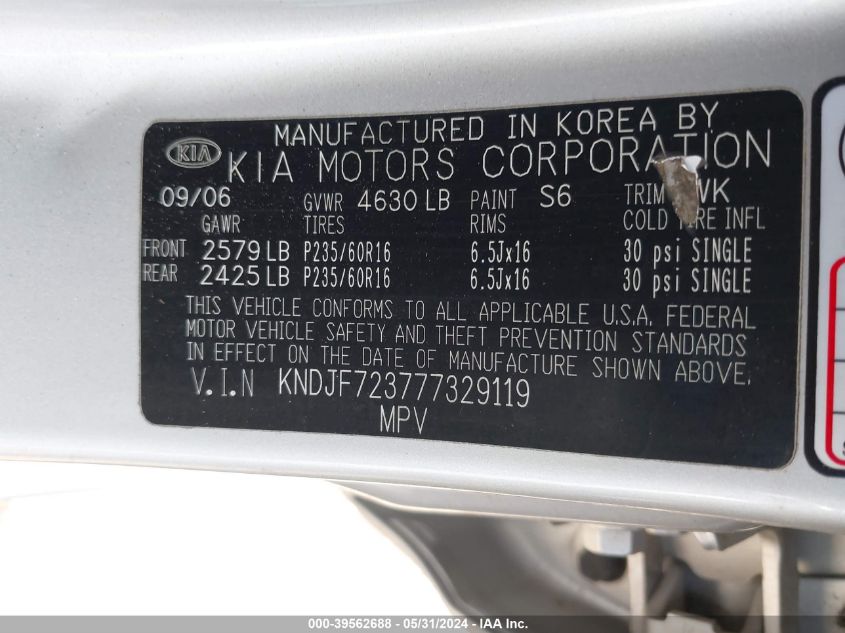 MANUFACTURED IN KOREA BY
KIA KIA MOTORS CORPORATION
09/06 GVWR 4630 LB PAINT S6 TRIM VK
GAWR TIRES RIMS COLD TIRE INFL
FRONT 2579 LB P235/60R16 6.5Jx16 30 psi SINGLE
REAR 2425 LB P235/60R16 6.5Jx16 30 psi SINGLE
THIS VEHICLE CONFORMS TO ALL APPLICABLE U.S.A. FEDERAL
MOTOR VEHICLE SAFETY AND THEFT PREVENTION STANDARDS
IN EFFECT ON THE DATE OF MANUFACTURE SHOWN ABOVE.
V.I.N KNDJF723777329119
MPV
000-39562688 - 05/31/2024 - IAA Inc.